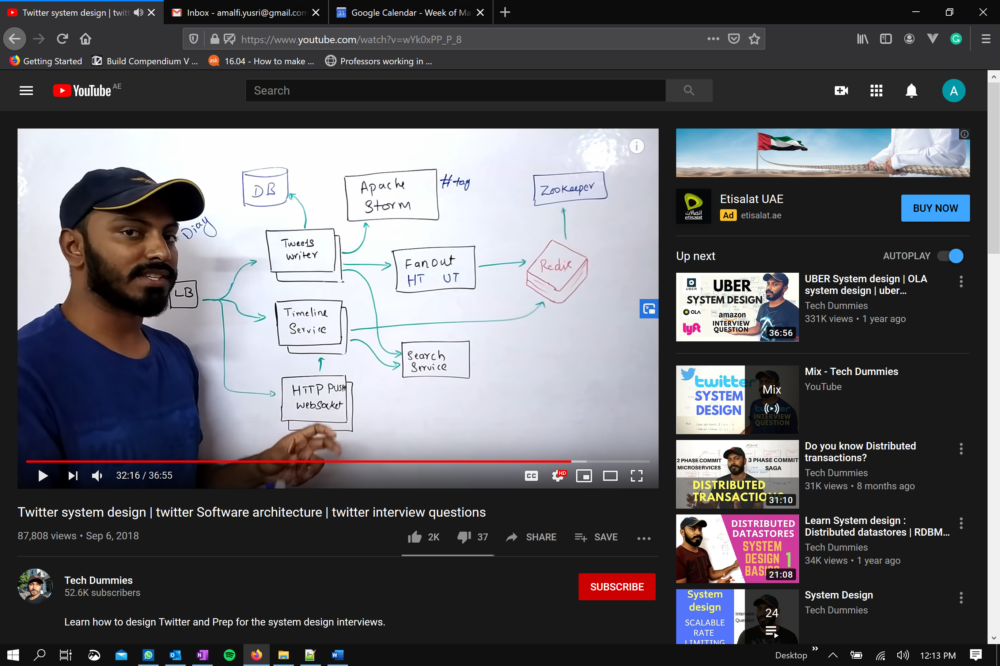 Twitter system design | twitt
Inbox - amalfi.yusri@gmail.com
31
Google Calendar - Week of Ma
https://www.youtube.com/watch?v=wYk0xPP_P_8
Getting Started
Build Compendium V ...
ask
16.04 - How to make ...
Professors working in ...
YouTube AE
Search
A
DB
Apache
Storm
#tag
Zookeeper
Tweets
Writer
Fanout
HT UT
Redis
LB
Timeline
Service
Search
Service
HTTP PUSH
WebSocket
32:16 / 36:55
CC
HD
Twitter system design | twitter Software architecture | twitter interview questions
87,808 views • Sep 6, 2018
2K
37
SHARE
SAVE
Tech Dummies
52.6K subscribers
SUBSCRIBE
Learn how to design Twitter and Prep for the system design interviews.
اتصالات
etisalat
Etisalat UAE
Ad
etisalat.ae
BUY NOW
Up next
AUTOPLAY
UBER
UBER
SYSTEM DESIGN
OLA
amazon
lyft
INTERVIEW
QUESTION
36:56
UBER System design | OLA
system design | uber...
Tech Dummies
331K views • 1 year ago
twitter
SYSTEM
DESIGN
Mix
INTERVIEW
QUESTION
Mix - Tech Dummies
YouTube
2 PHASE COMMIT
MICROSERVICES
3 PHASE COMMIT
SAGA
DISTRIBUTED
31:10
Do you know Distributed
transactions?
Tech Dummies
31K views • 8 months ago
DISTRIBUTED
DATASTORES
SYSTEM
DESIGN 1
21:08
Learn System design :
Distributed datastores | RDBM...
Tech Dummies
34K views • 1 year ago
System
design
SCALABLE
RATE
LIMITING
Interview
Question
24
System Design
Tech Dummies
Desktop
12:13 PM